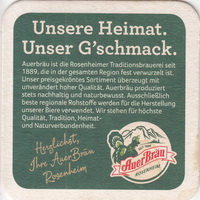 Unsere Heimat.
Unser G'schmack.
Auerbräu ist die Rosenheimer Traditionsbrauerei seit
1889, die in der gesamten Region fest verwurzelt ist.
Unser preisgekröntes Sortiment überzeugt mit
unverändert hoher Qualität. Auerbräu produziert
stets nachhaltig und naturbewusst. Ausschließlich
beste regionale Rohstoffe werden für die Herstellung
unserer Biere verwendet. Wir stehen für höchste
Qualität, Tradition, Heimat- und
Naturverbundenheit.
Herzlichst,
Ihre AuerBräu
Rosenheim
AuerBräu
ROSENHEIM